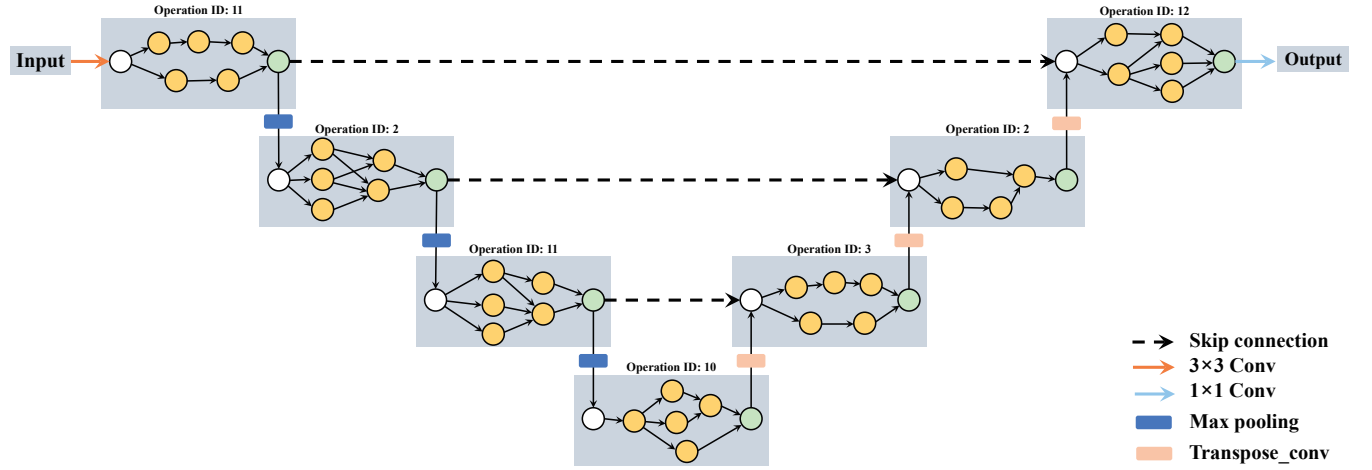 Operation ID: 11
Operation ID: 12
Input
Output
Operation ID: 2
Operation ID: 2
Operation ID: 11
Operation ID: 3
Operation ID: 10
Skip connection
3×3 Conv
1×1 Conv
Max pooling
Transpose_conv